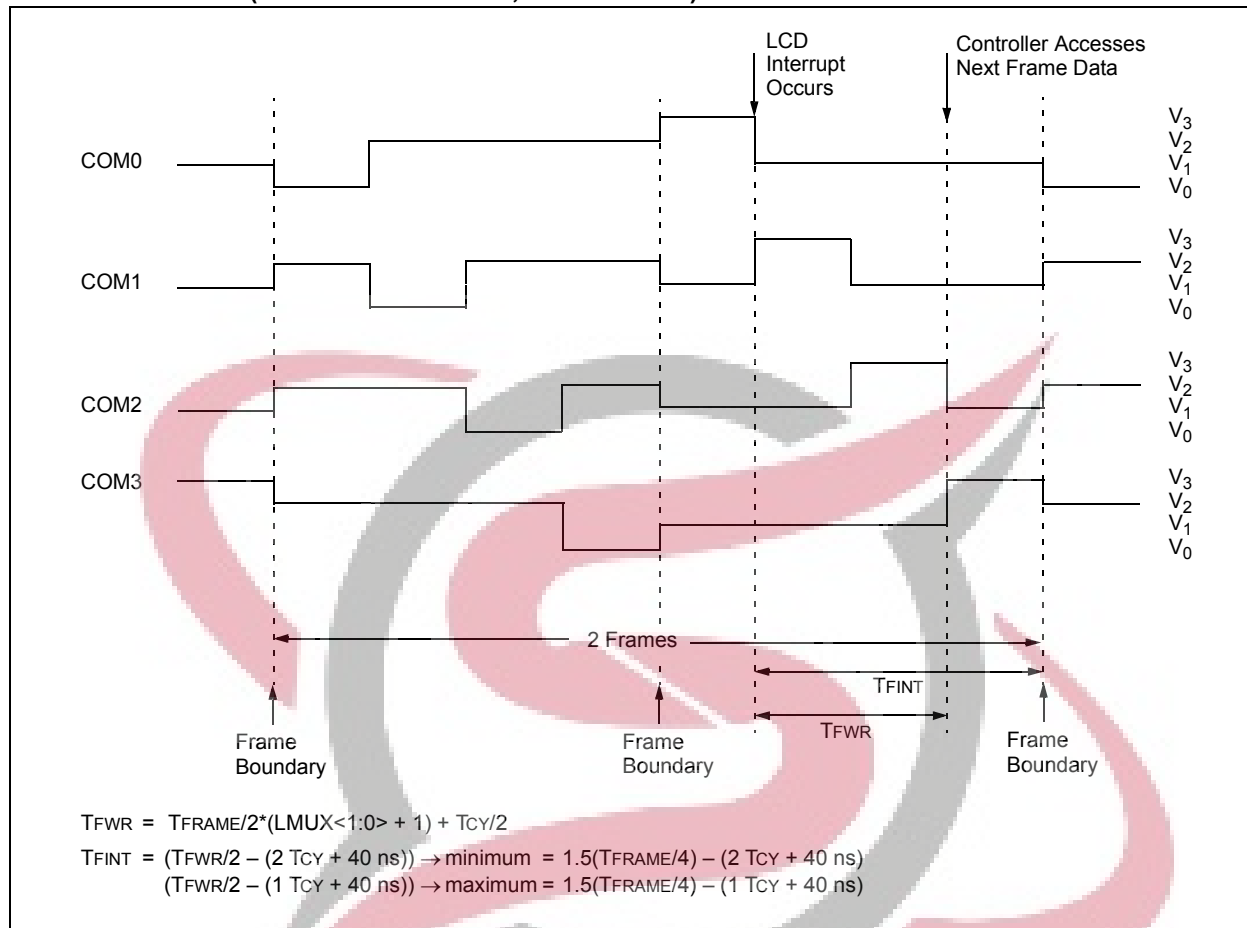 LCD
Interrupt
Occurs
Controller Accesses
Next Frame Data
COM0
V3
V2
V1
V0
COM1
V3
V2
V1
V0
COM2
V3
V2
V1
V0
COM3
V3
V2
V1
V0
2 Frames
TFINT
TFWR
Frame
Boundary
Frame
Boundary
Frame
Boundary
TFWR = TFRAME/2*(LMUX<1:0> + 1) + TCY/2
TFINT = (TFWR/2 – (2 TCY + 40 ns)) → minimum = 1.5(TFRAME/4) – (2 TCY + 40 ns)
(TFWR/2 – (1 TCY + 40 ns)) → maximum = 1.5(TFRAME/4) – (1 TCY + 40 ns)